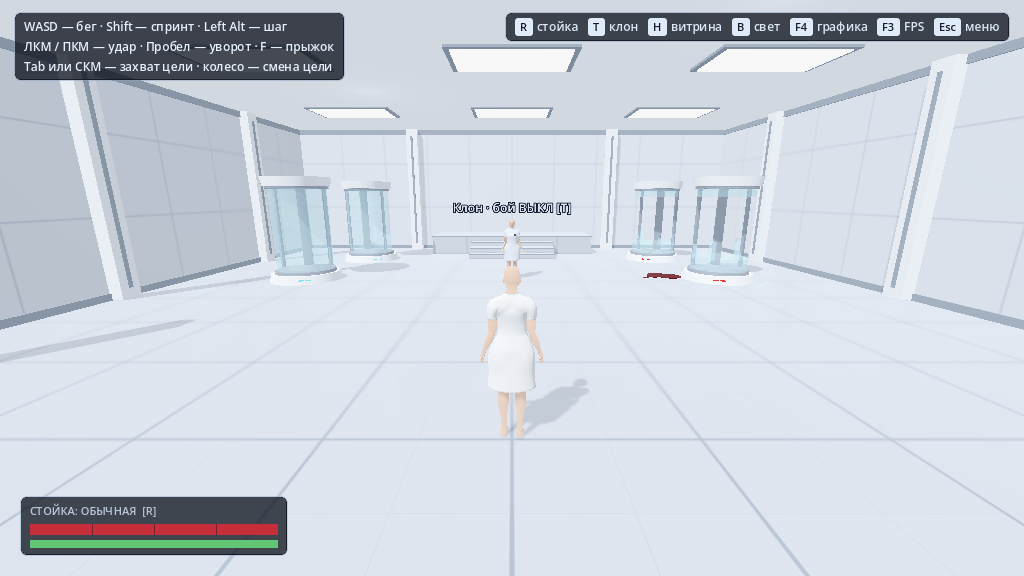 WASD — бег · Shift — спринт · Left Alt — шаг
ЛКМ / ПКМ — удар · Пробел — уворот · F — прыжок
Tab или СКМ — захват цели · колесо — смена цели
R стойка T клон H витрина B свет F4 графика F3 FPS Esc меню
Клон · бой ВЫКЛ [T]
СТОЙКА: ОБЫЧНАЯ [R]